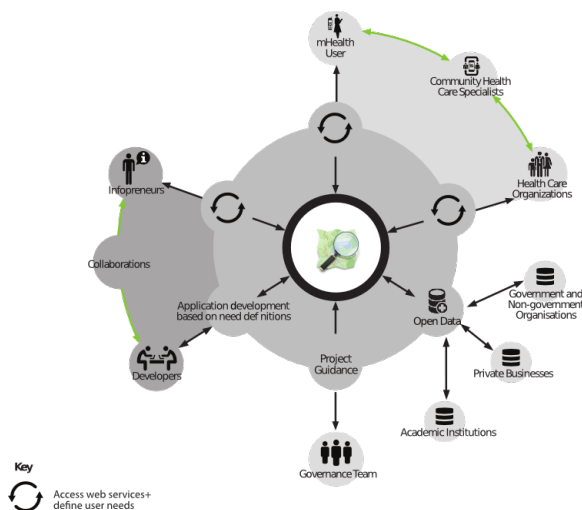 mHealth
User
Community Health
Care Specialists
Health Care
Organizations
Infopreneurs
Collaborations
Application development
based on need def nitions
Developers
Project
Guidance
Governance Team
Open Data
Government and
Non-government
Organisations
Private Businesses
Academic Institutions
Key
Access web services+
define user needs